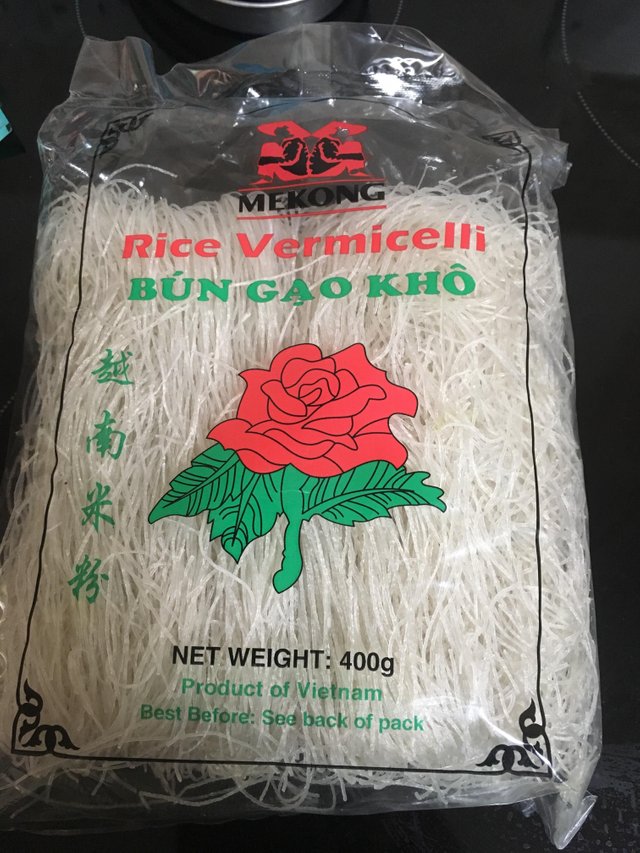 MEKONG
Rice Vermicelli
BÚN GẠO KHÔ
越南米粉
NET WEIGHT: 400g
Product of Vietnam
Best Before: See back of pack